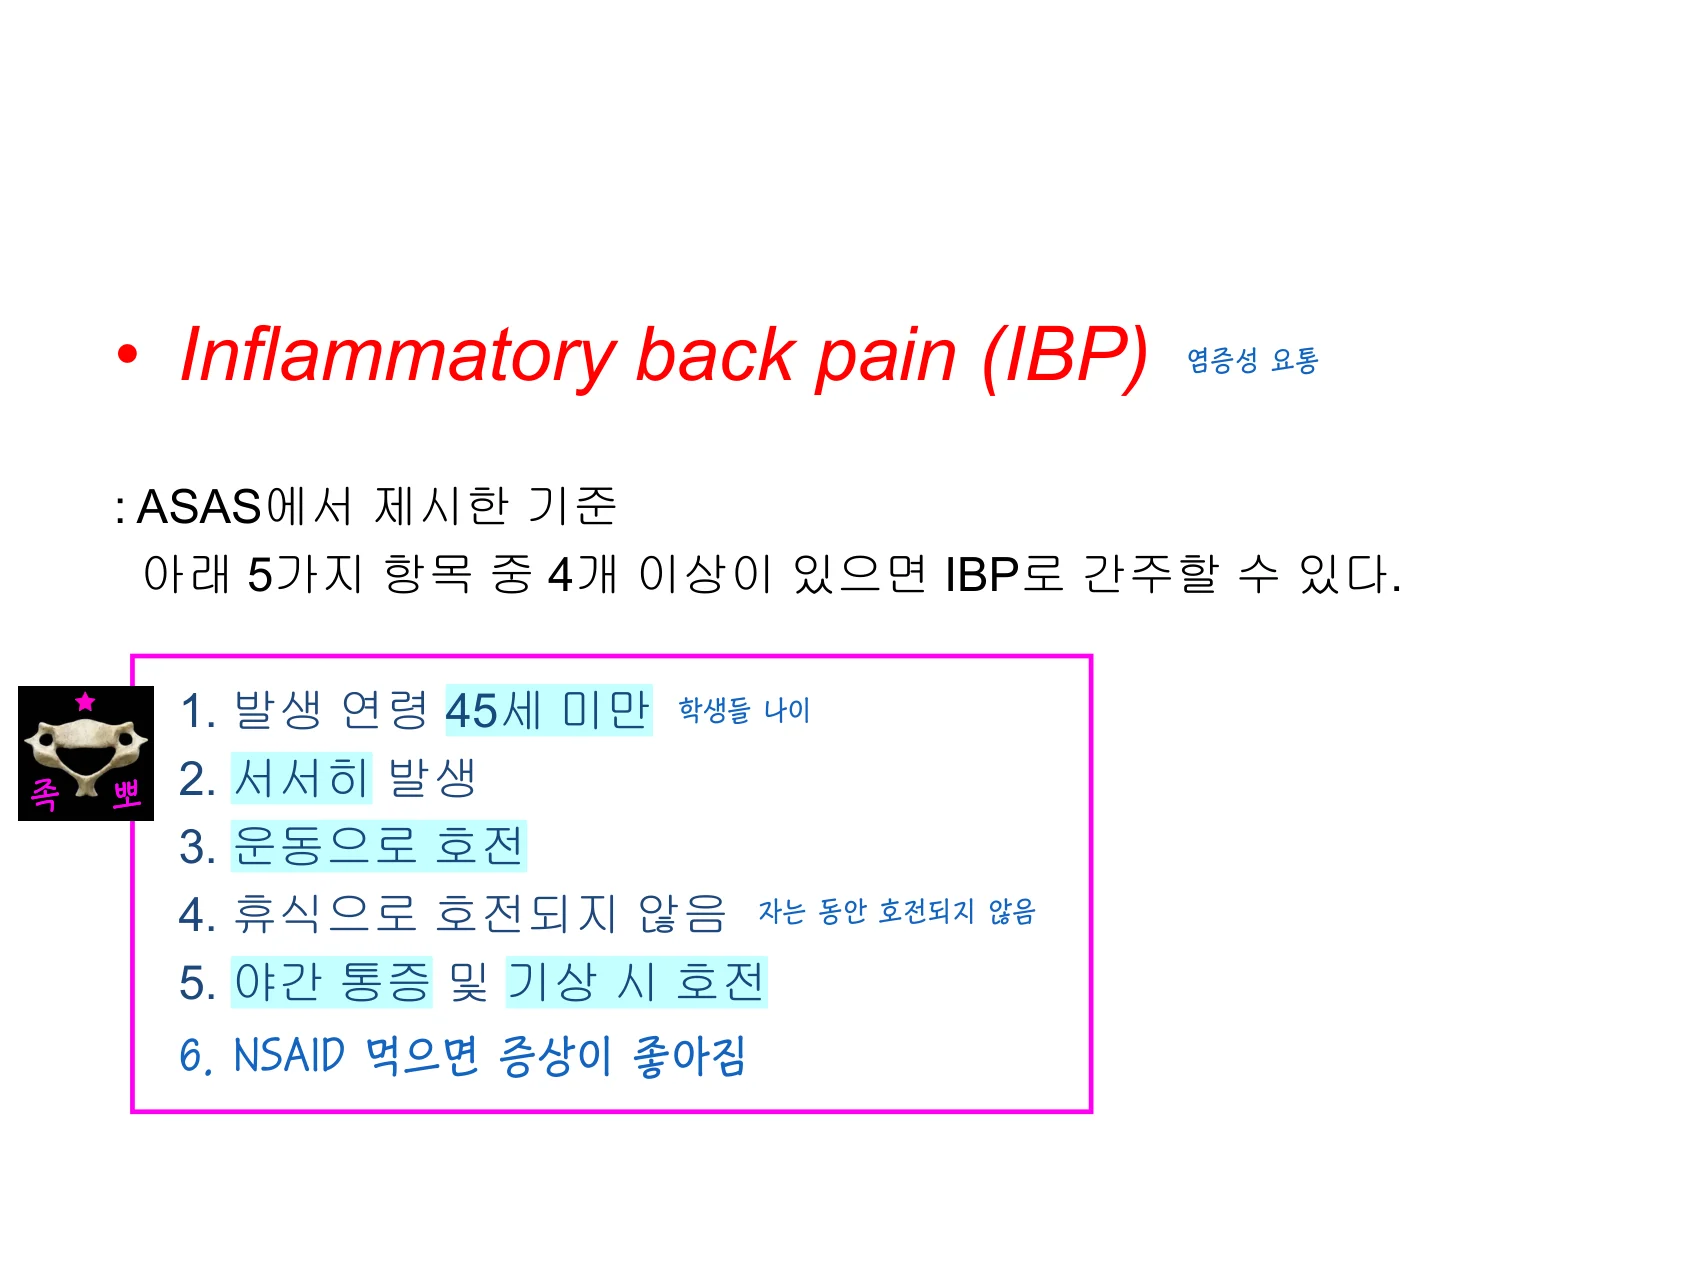 • Inflammatory back pain (IBP) 염증성 요통
: ASAS에서 제시한 기준
아래 5가지 항목 중 4개 이상이 있으면 IBP로 간주할 수 있다.
1. 발생 연령 45세 미만 학생들 나이
2. 서서히 발생
3. 운동으로 호전
4. 휴식으로 호전되지 않음 자는 동안 호전되지 않음
5. 야간 통증 및 기상 시 호전
6. NSAID 먹으면 증상이 좋아짐
족 뽀